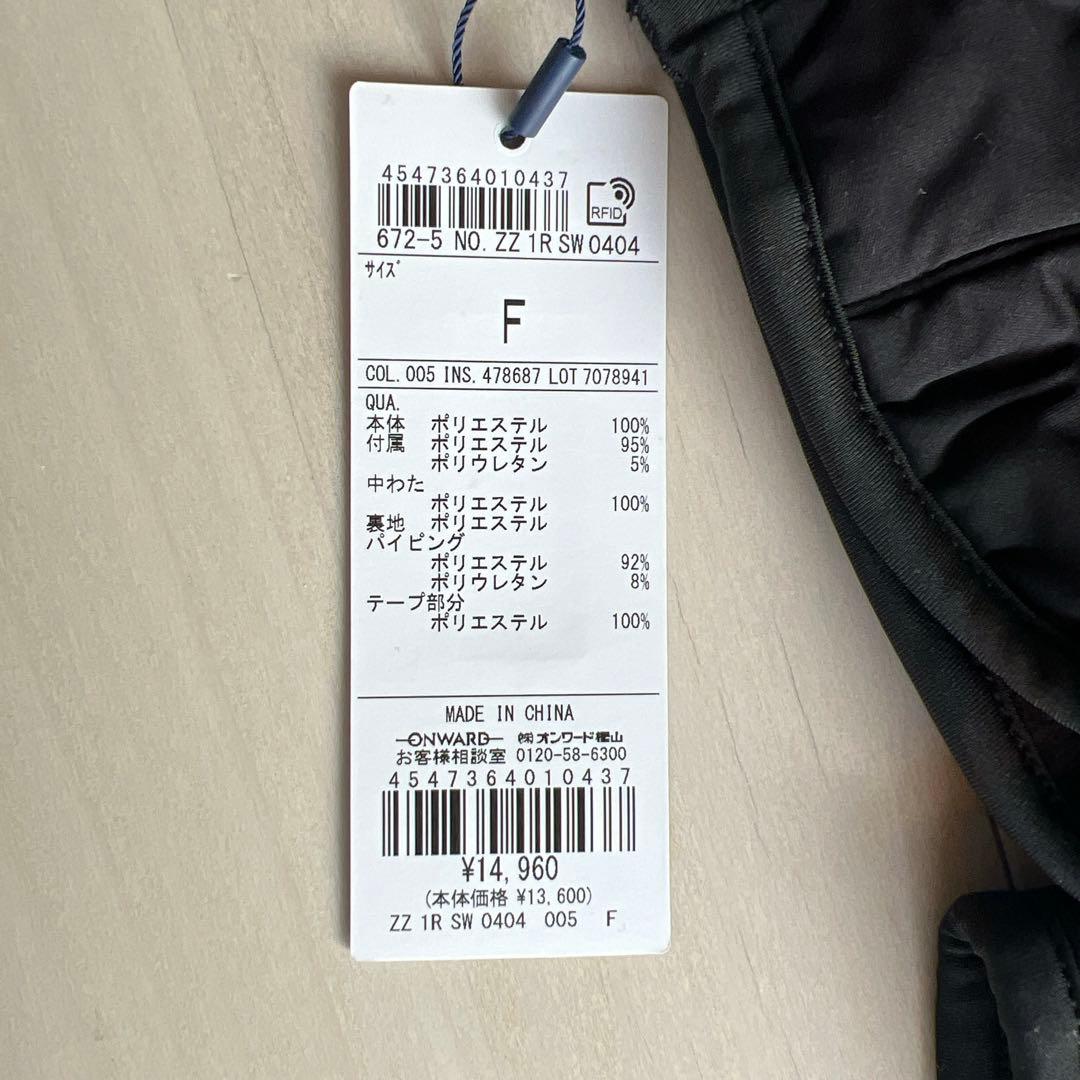 4547364010437
RFID
672-5 NO. ZZ 1R SW 0404
ｻｲｽﾞ
F
COL. 005 INS. 478687 LOT 7078941
QUA.
本体 ポリエステル 100%
付属 ポリエステル 95%
ポリウレタン 5%
中わた
ポリエステル 100%
裏地 ポリエステル
パイピング
ポリエステル 92%
ポリウレタン 8%
テープ部分
ポリエステル 100%
MADE IN CHINA
ONWARD ㈱オンワード樫山
お客様相談室 0120-58-6300
4547364010437
¥14,960
(本体価格 ¥13,600)
ZZ 1R SW 0404 005 F